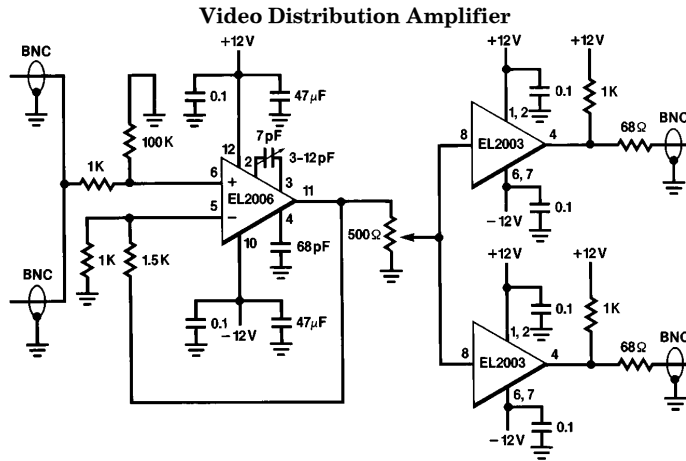 Video Distribution Amplifier
+12V
+12V
+12V
BNC
0.1
47μF
0.1
1K
1, 2
BNC
7pF
8
EL2003
4
68Ω
100K
12
2
3–12pF
1K
6
+
3
EL2006
11
6, 7
5
−
4
0.1
−12V
10
500Ω
68pF
1K
1.5K
+12V
+12V
BNC
0.1
1K
0.1
47μF
−12V
1, 2
BNC
8
EL2003
4
68Ω
6, 7
0.1
−12V